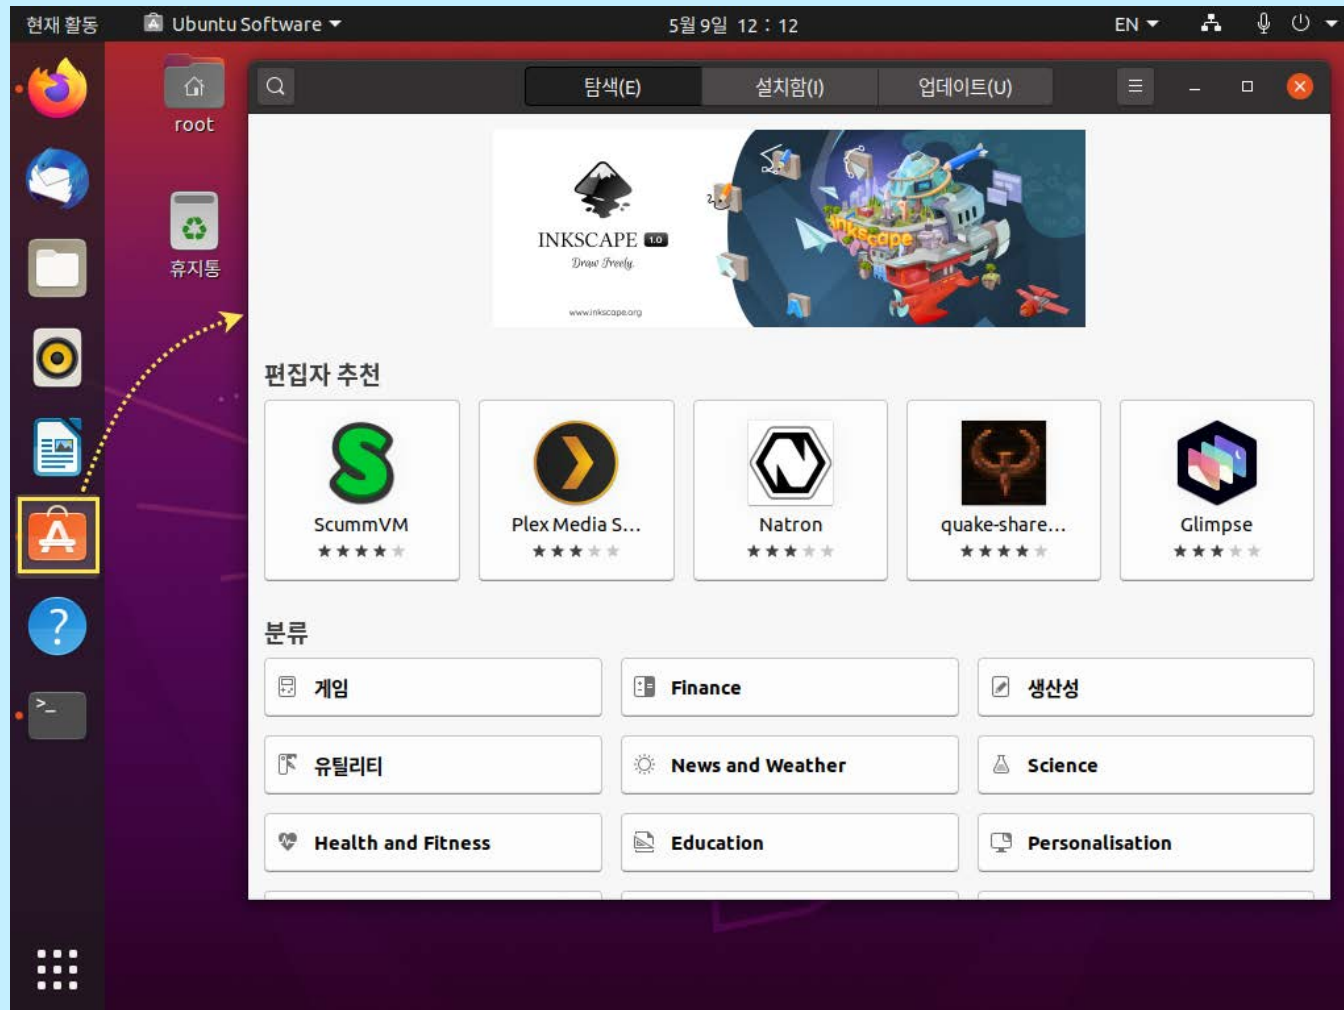 현재 활동 Ubuntu Software 5월 9일 12 : 12 EN
탐색(E) 설치함(I) 업데이트(U)
root
휴지통
INKSCAPE 1.0
Draw Freely.
www.inkscape.org
Inkscape
편집자 추천
ScummVM Plex Media S... Natron quake-share... Glimpse
분류
게임 Finance 생산성
유틸리티 News and Weather Science
Health and Fitness Education Personalisation